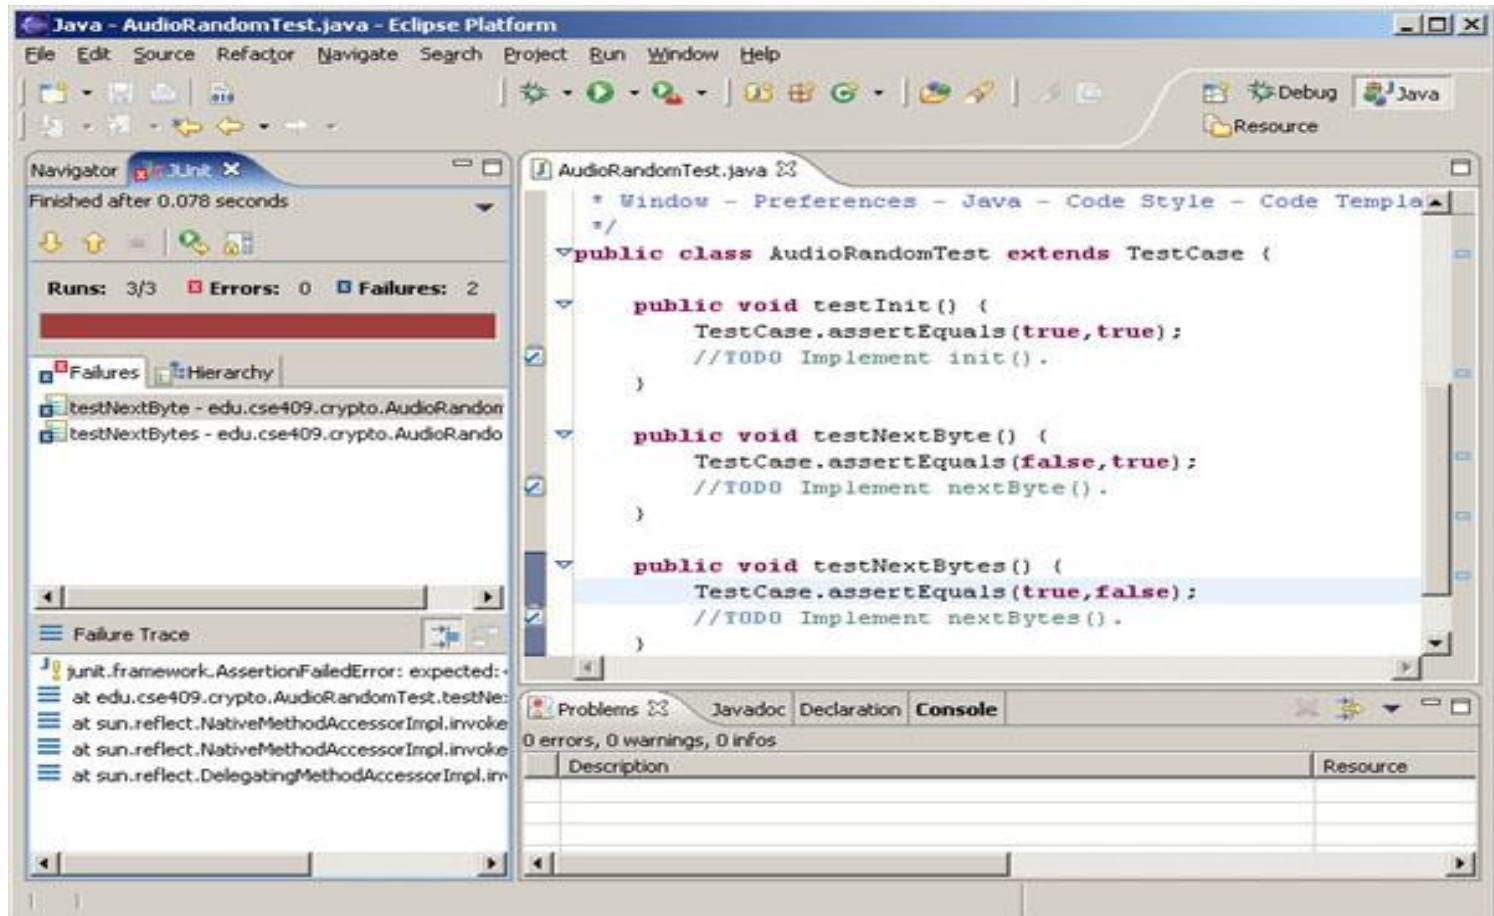 Java - AudioRandomTest.java - Eclipse Platform
File Edit Source Refactor Navigate Search Project Run Window Help
Debug Java
Resource
Navigator JUnit
Finished after 0.078 seconds
Runs: 3/3 Errors: 0 Failures: 2
Failures Hierarchy
testNextByte - edu.cse409.crypto.AudioRandom
testNextBytes - edu.cse409.crypto.AudioRando
Failure Trace
junit.framework.AssertionFailedError: expected:
at edu.cse409.crypto.AudioRandomTest.testNe
at sun.reflect.NativeMethodAccessorImpl.invoke
at sun.reflect.NativeMethodAccessorImpl.invoke
at sun.reflect.DelegatingMethodAccessorImpl.in
AudioRandomTest.java
* Window - Preferences - Java - Code Style - Code Templa
*/
public class AudioRandomTest extends TestCase {
public void testInit() {
TestCase.assertEquals(true,true);
//TODO Implement init().
}
public void testNextByte() {
TestCase.assertEquals(false,true);
//TODO Implement nextByte().
}
public void testNextBytes() {
TestCase.assertEquals(true,false);
//TODO Implement nextBytes().
}
Problems Javadoc Declaration Console
0 errors, 0 warnings, 0 infos
Description Resource